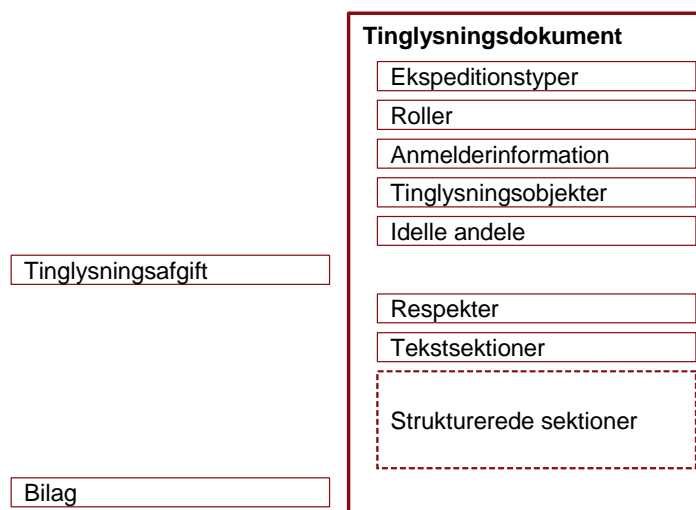 Tinglysningsdokument
Ekspeditionstyper
Roller
Anmelderinformation
Tinglysningsobjekter
Idelle andele
Tinglysningsafgift
Respekter
Tekstsektioner
Strukturerede sektioner
Bilag